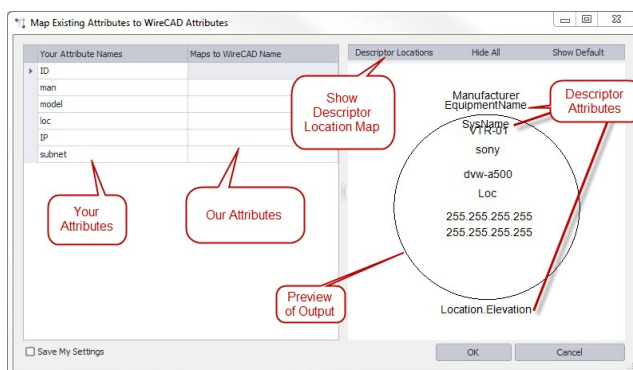 Map Existing Attributes to WireCAD Attributes
Your Attribute Names Maps to WireCAD Name
ID
man
model
loc
IP
subnet
Your
Attributes
Our Attributes
Descriptor Locations Hide All Show Default
Show
Descriptor
Location Map
Manufacturer
EquipmentName
Descriptor
Attributes
SysName
VTR-01
sony
dvw-a500
Loc
255.255.255.255
255.255.255.255
Preview
of Output
Location.Elevation
Save My Settings
OK Cancel